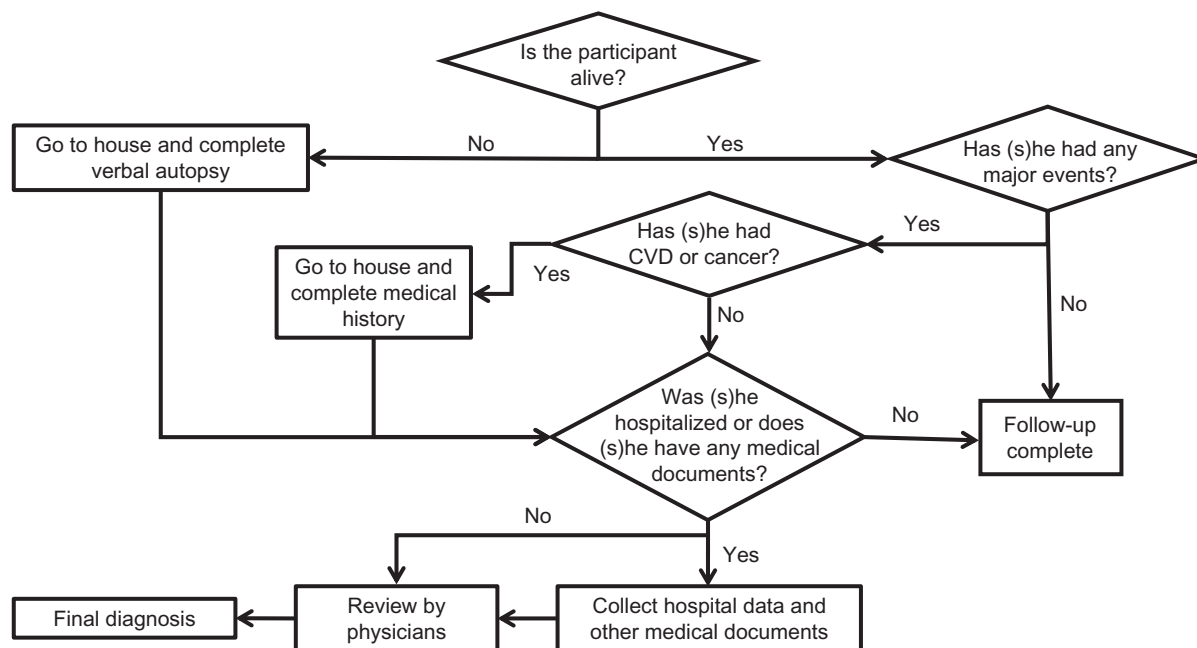 Is the participant
alive?
No
Yes
Go to house and complete
verbal autopsy
Has (s)he had any
major events?
Yes
Has (s)he had
CVD or cancer?
Yes
Go to house and
complete medical
history
No
No
Was (s)he
hospitalized or does
(s)he have any medical
documents?
No
Follow-up
complete
No
Yes
Final diagnosis
Review by
physicians
Collect hospital data and
other medical documents